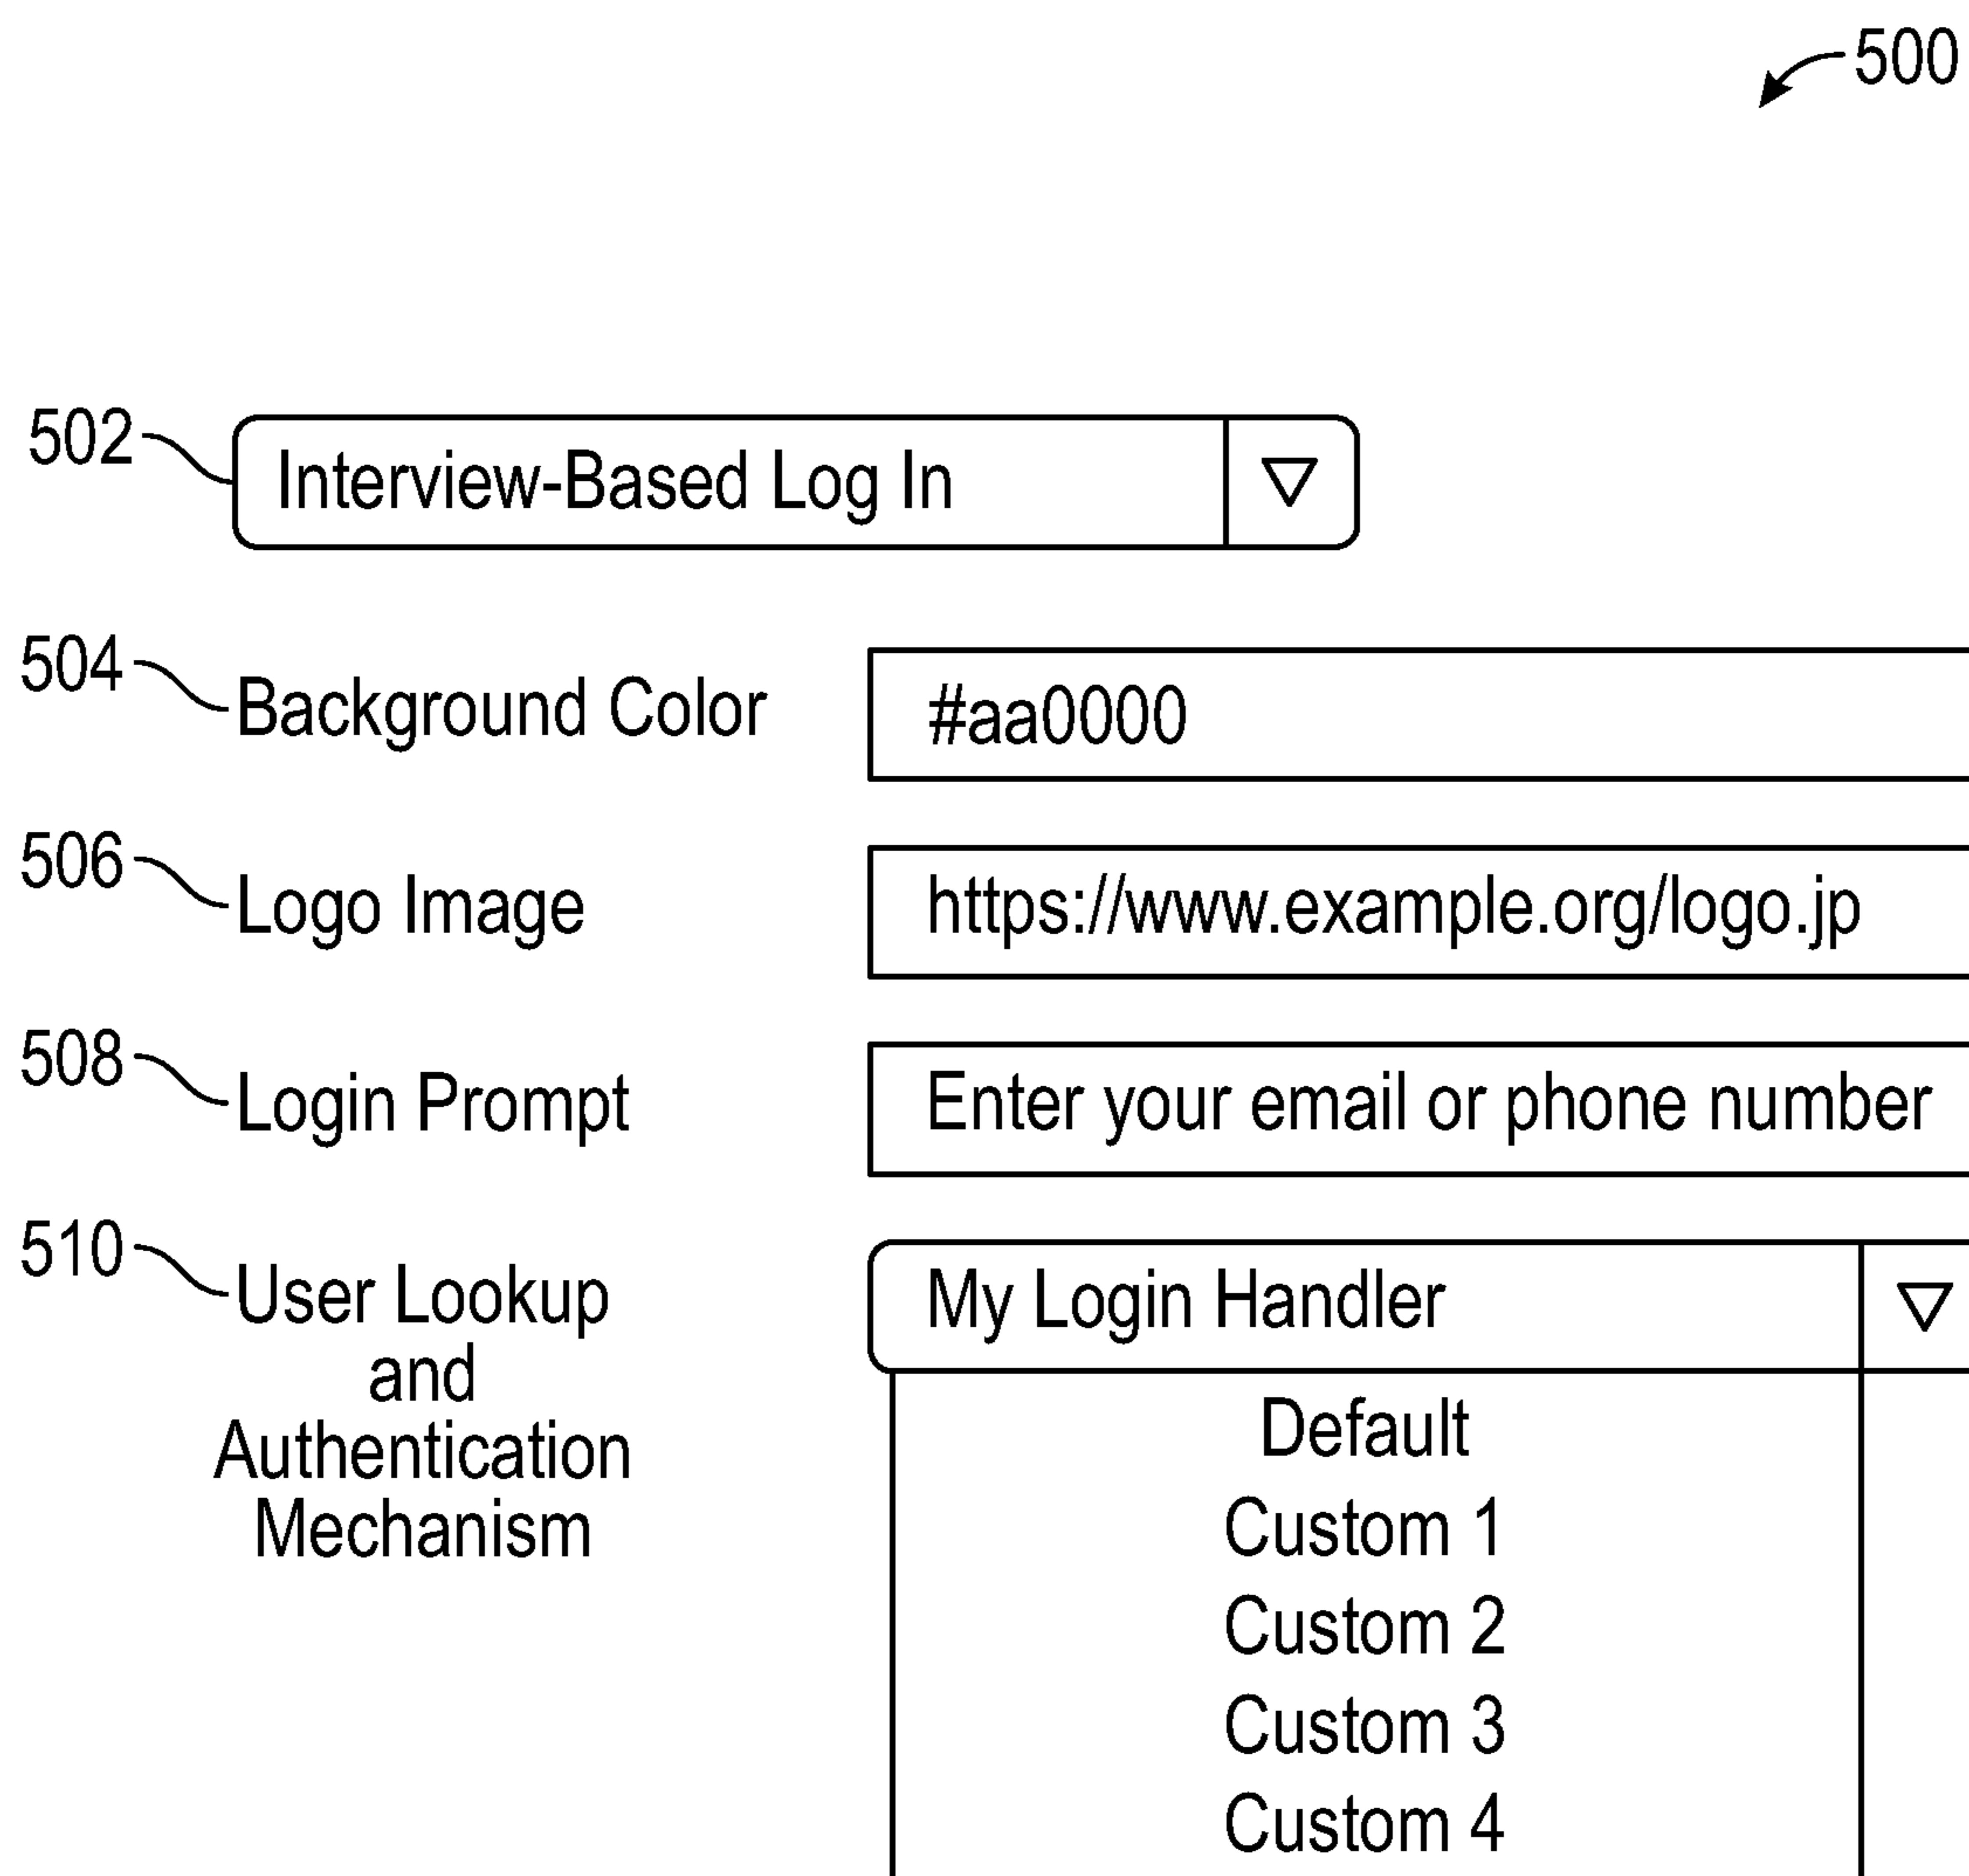 500
502
Interview-Based Log In
504
Background Color
#aa0000
506
Logo Image
https://www.example.org/logo.jp
508
Login Prompt
Enter your email or phone number
510
User Lookup
and
Authentication
Mechanism
My Login Handler
Default
Custom 1
Custom 2
Custom 3
Custom 4